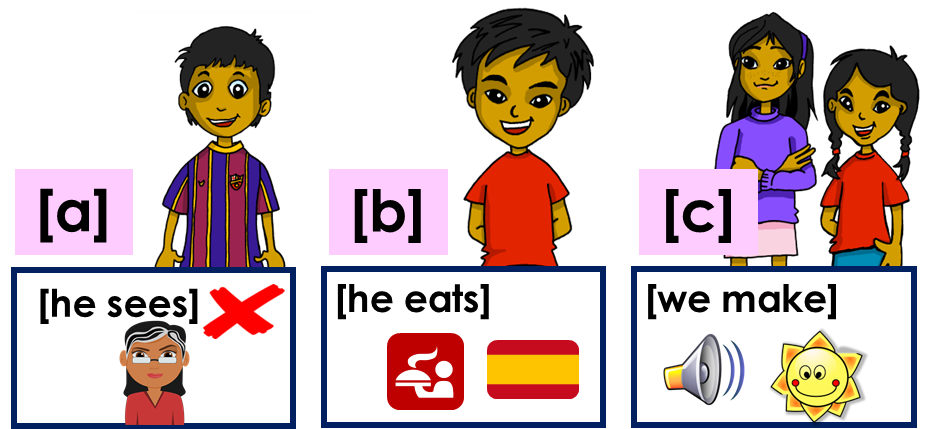 [a]
[b]
[c]
[he sees]
[he eats]
[we make]